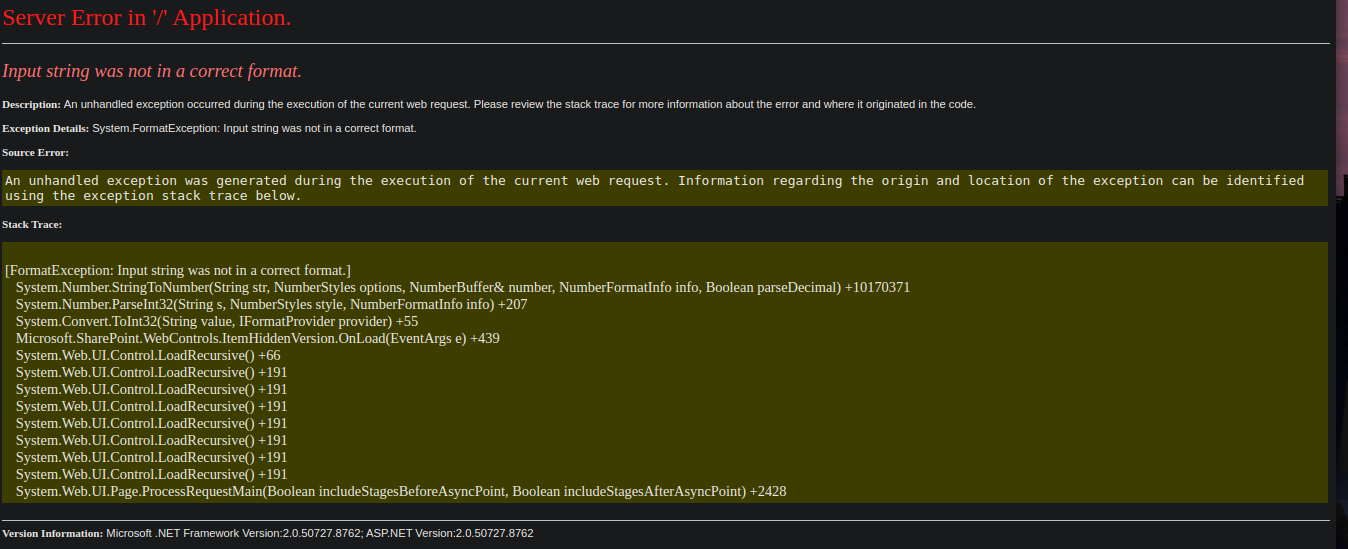 Server Error in '/' Application.
Input string was not in a correct format.
Description: An unhandled exception occurred during the execution of the current web request. Please review the stack trace for more information about the error and where it originated in the code.
Exception Details: System.FormatException: Input string was not in a correct format.
Source Error:
An unhandled exception was generated during the execution of the current web request. Information regarding the origin and location of the exception can be identified
using the exception stack trace below.
Stack Trace:
[FormatException: Input string was not in a correct format.]
System.Number.StringToNumber(String str, NumberStyles options, NumberBuffer& number, NumberFormatInfo info, Boolean parseDecimal) +10170371
System.Number.ParseInt32(String s, NumberStyles style, NumberFormatInfo info) +207
System.Convert.ToInt32(String value, IFormatProvider provider) +55
Microsoft.SharePoint.WebControls.ItemHiddenVersion.OnLoad(EventArgs e) +439
System.Web.UI.Control.LoadRecursive() +66
System.Web.UI.Control.LoadRecursive() +191
System.Web.UI.Control.LoadRecursive() +191
System.Web.UI.Control.LoadRecursive() +191
System.Web.UI.Control.LoadRecursive() +191
System.Web.UI.Control.LoadRecursive() +191
System.Web.UI.Control.LoadRecursive() +191
System.Web.UI.Control.LoadRecursive() +191
System.Web.UI.Page.ProcessRequestMain(Boolean includeStagesBeforeAsyncPoint, Boolean includeStagesAfterAsyncPoint) +2428
Version Information: Microsoft .NET Framework Version:2.0.50727.8762; ASP.NET Version:2.0.50727.8762